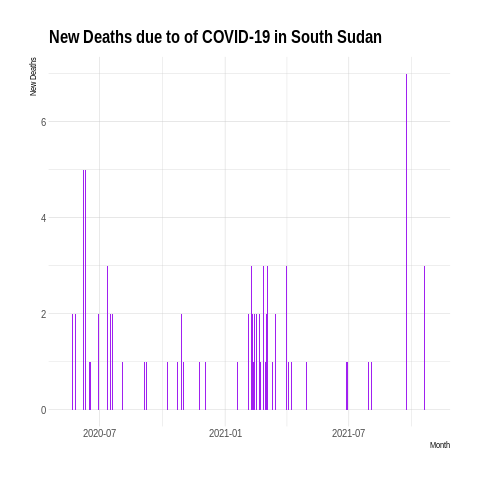 New Deaths due to of COVID-19 in South Sudan
New Deaths
6
4
2
0
2020-07
2021-01
2021-07
Month